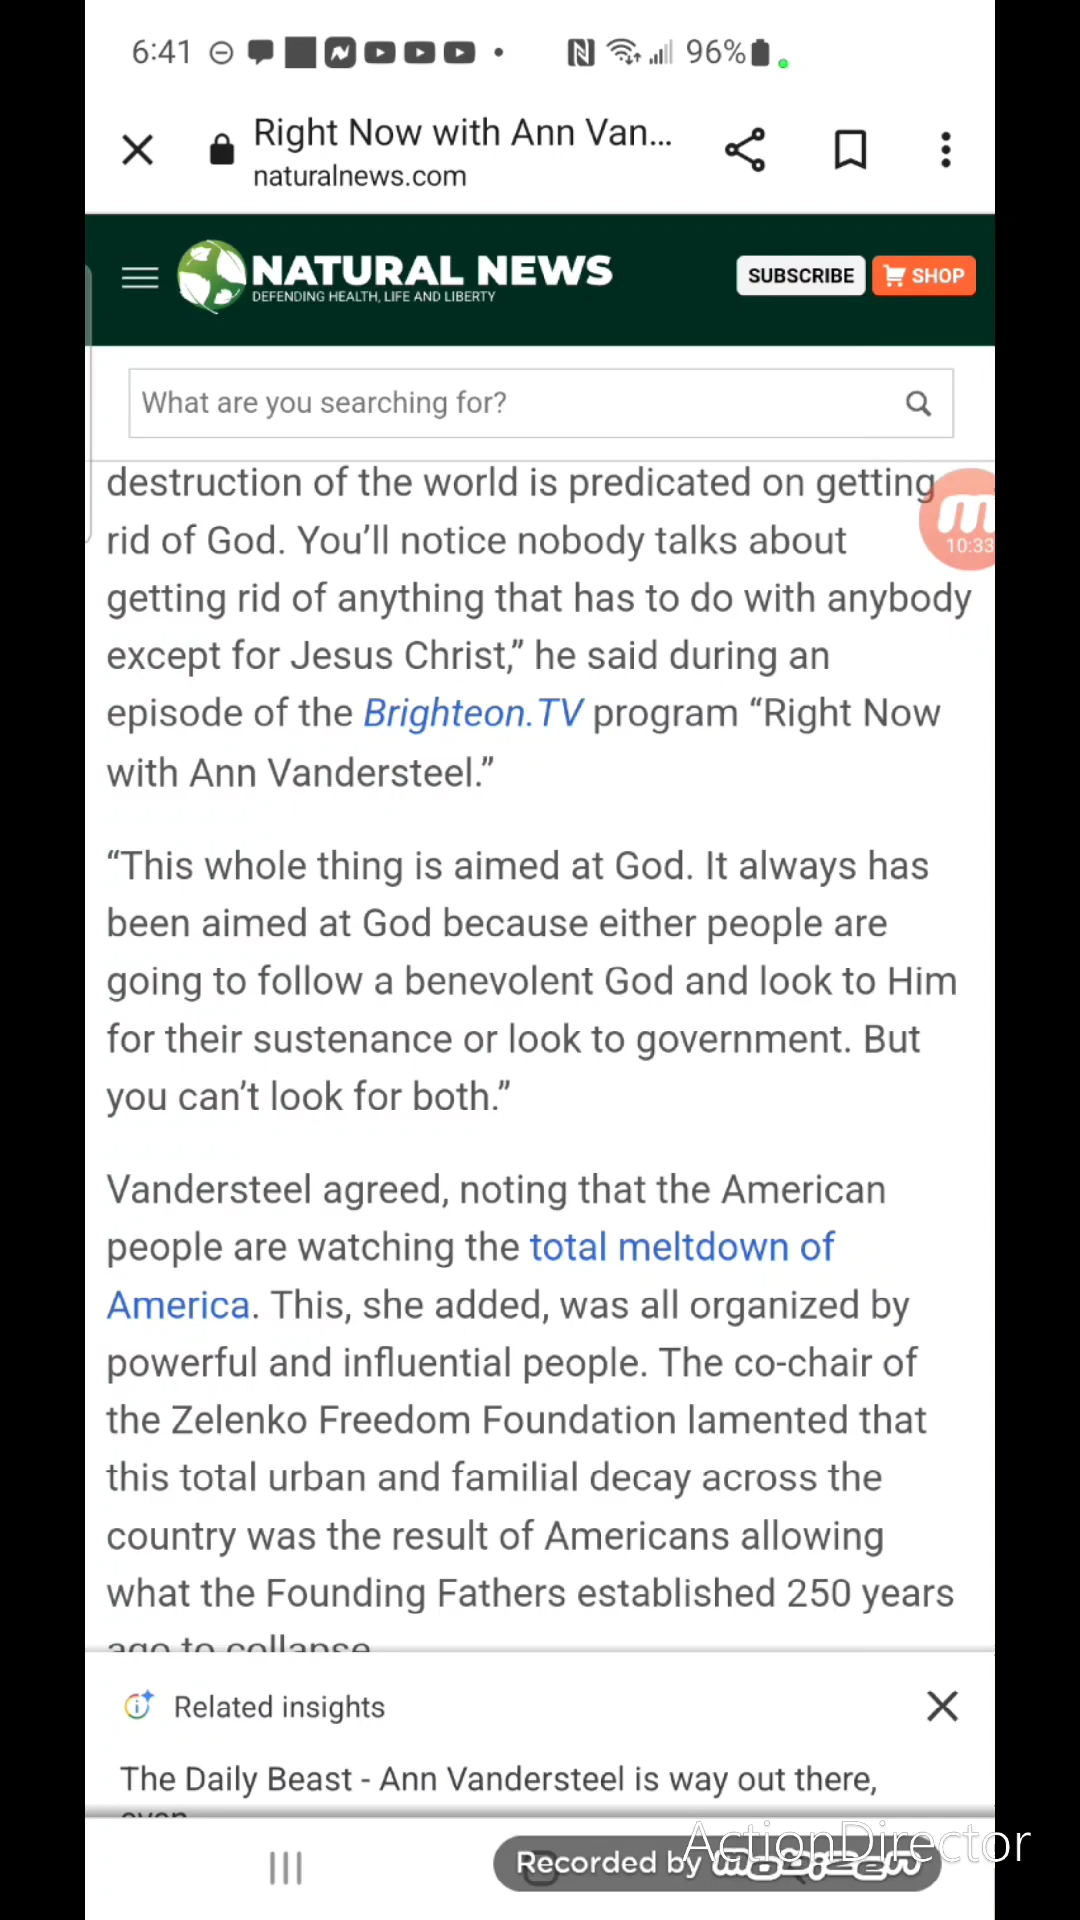 6:41
96%
Right Now with Ann Van...
naturalnews.com
NATURAL NEWS
DEFENDING HEALTH, LIFE AND LIBERTY
SUBSCRIBE
SHOP
What are you searching for?
destruction of the world is predicated on getting
rid of God. You’ll notice nobody talks about
getting rid of anything that has to do with anybody
except for Jesus Christ,” he said during an
episode of the Brighteon.TV program “Right Now
with Ann Vandersteel.”
10:33
“This whole thing is aimed at God. It always has
been aimed at God because either people are
going to follow a benevolent God and look to Him
for their sustenance or look to government. But
you can’t look for both.”
Vandersteel agreed, noting that the American
people are watching the total meltdown of
America. This, she added, was all organized by
powerful and influential people. The co-chair of
the Zelenko Freedom Foundation lamented that
this total urban and familial decay across the
country was the result of Americans allowing
what the Founding Fathers established 250 years
ago to collapse
Related insights
The Daily Beast - Ann Vandersteel is way out there,
even
ActionDirector
Recorded by MOBIZEN